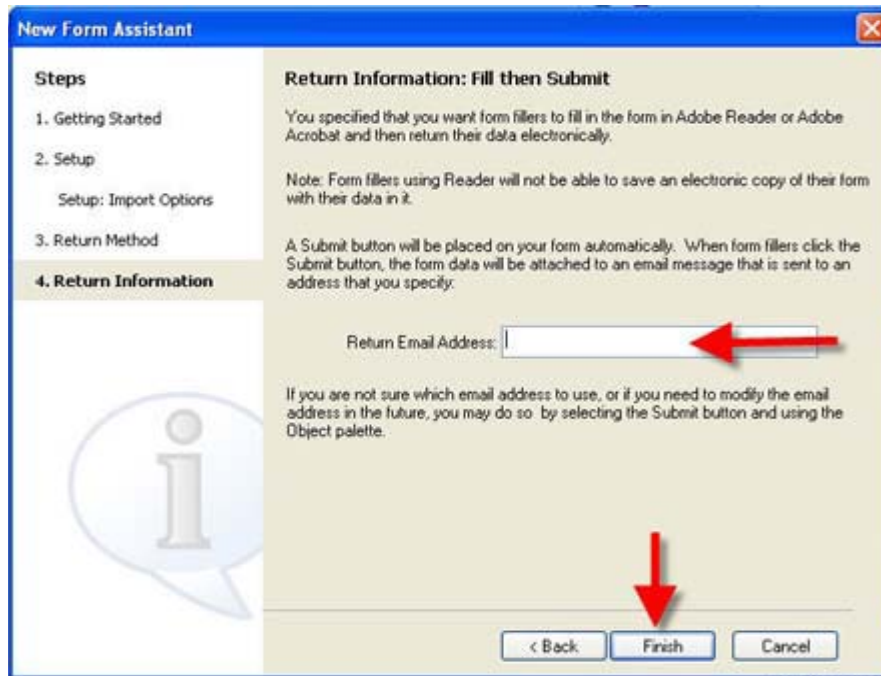 New Form Assistant
Steps
1. Getting Started
2. Setup
Setup: Import Options
3. Return Method
4. Return Information
Return Information: Fill then Submit
You specified that you want form fillers to fill in the form in Adobe Reader or Adobe
Acrobat and then return their data electronically.
Note: Form fillers using Reader will not be able to save an electronic copy of their form
with their data in it.
A Submit button will be placed on your form automatically. When form fillers click the
Submit button, the form data will be attached to an email message that is sent to an
address that you specify:
Return Email Address:
If you are not sure which email address to use, or if you need to modify the email
address in the future, you may do so by selecting the Submit button and using the
Object palette.
< Back Finish Cancel